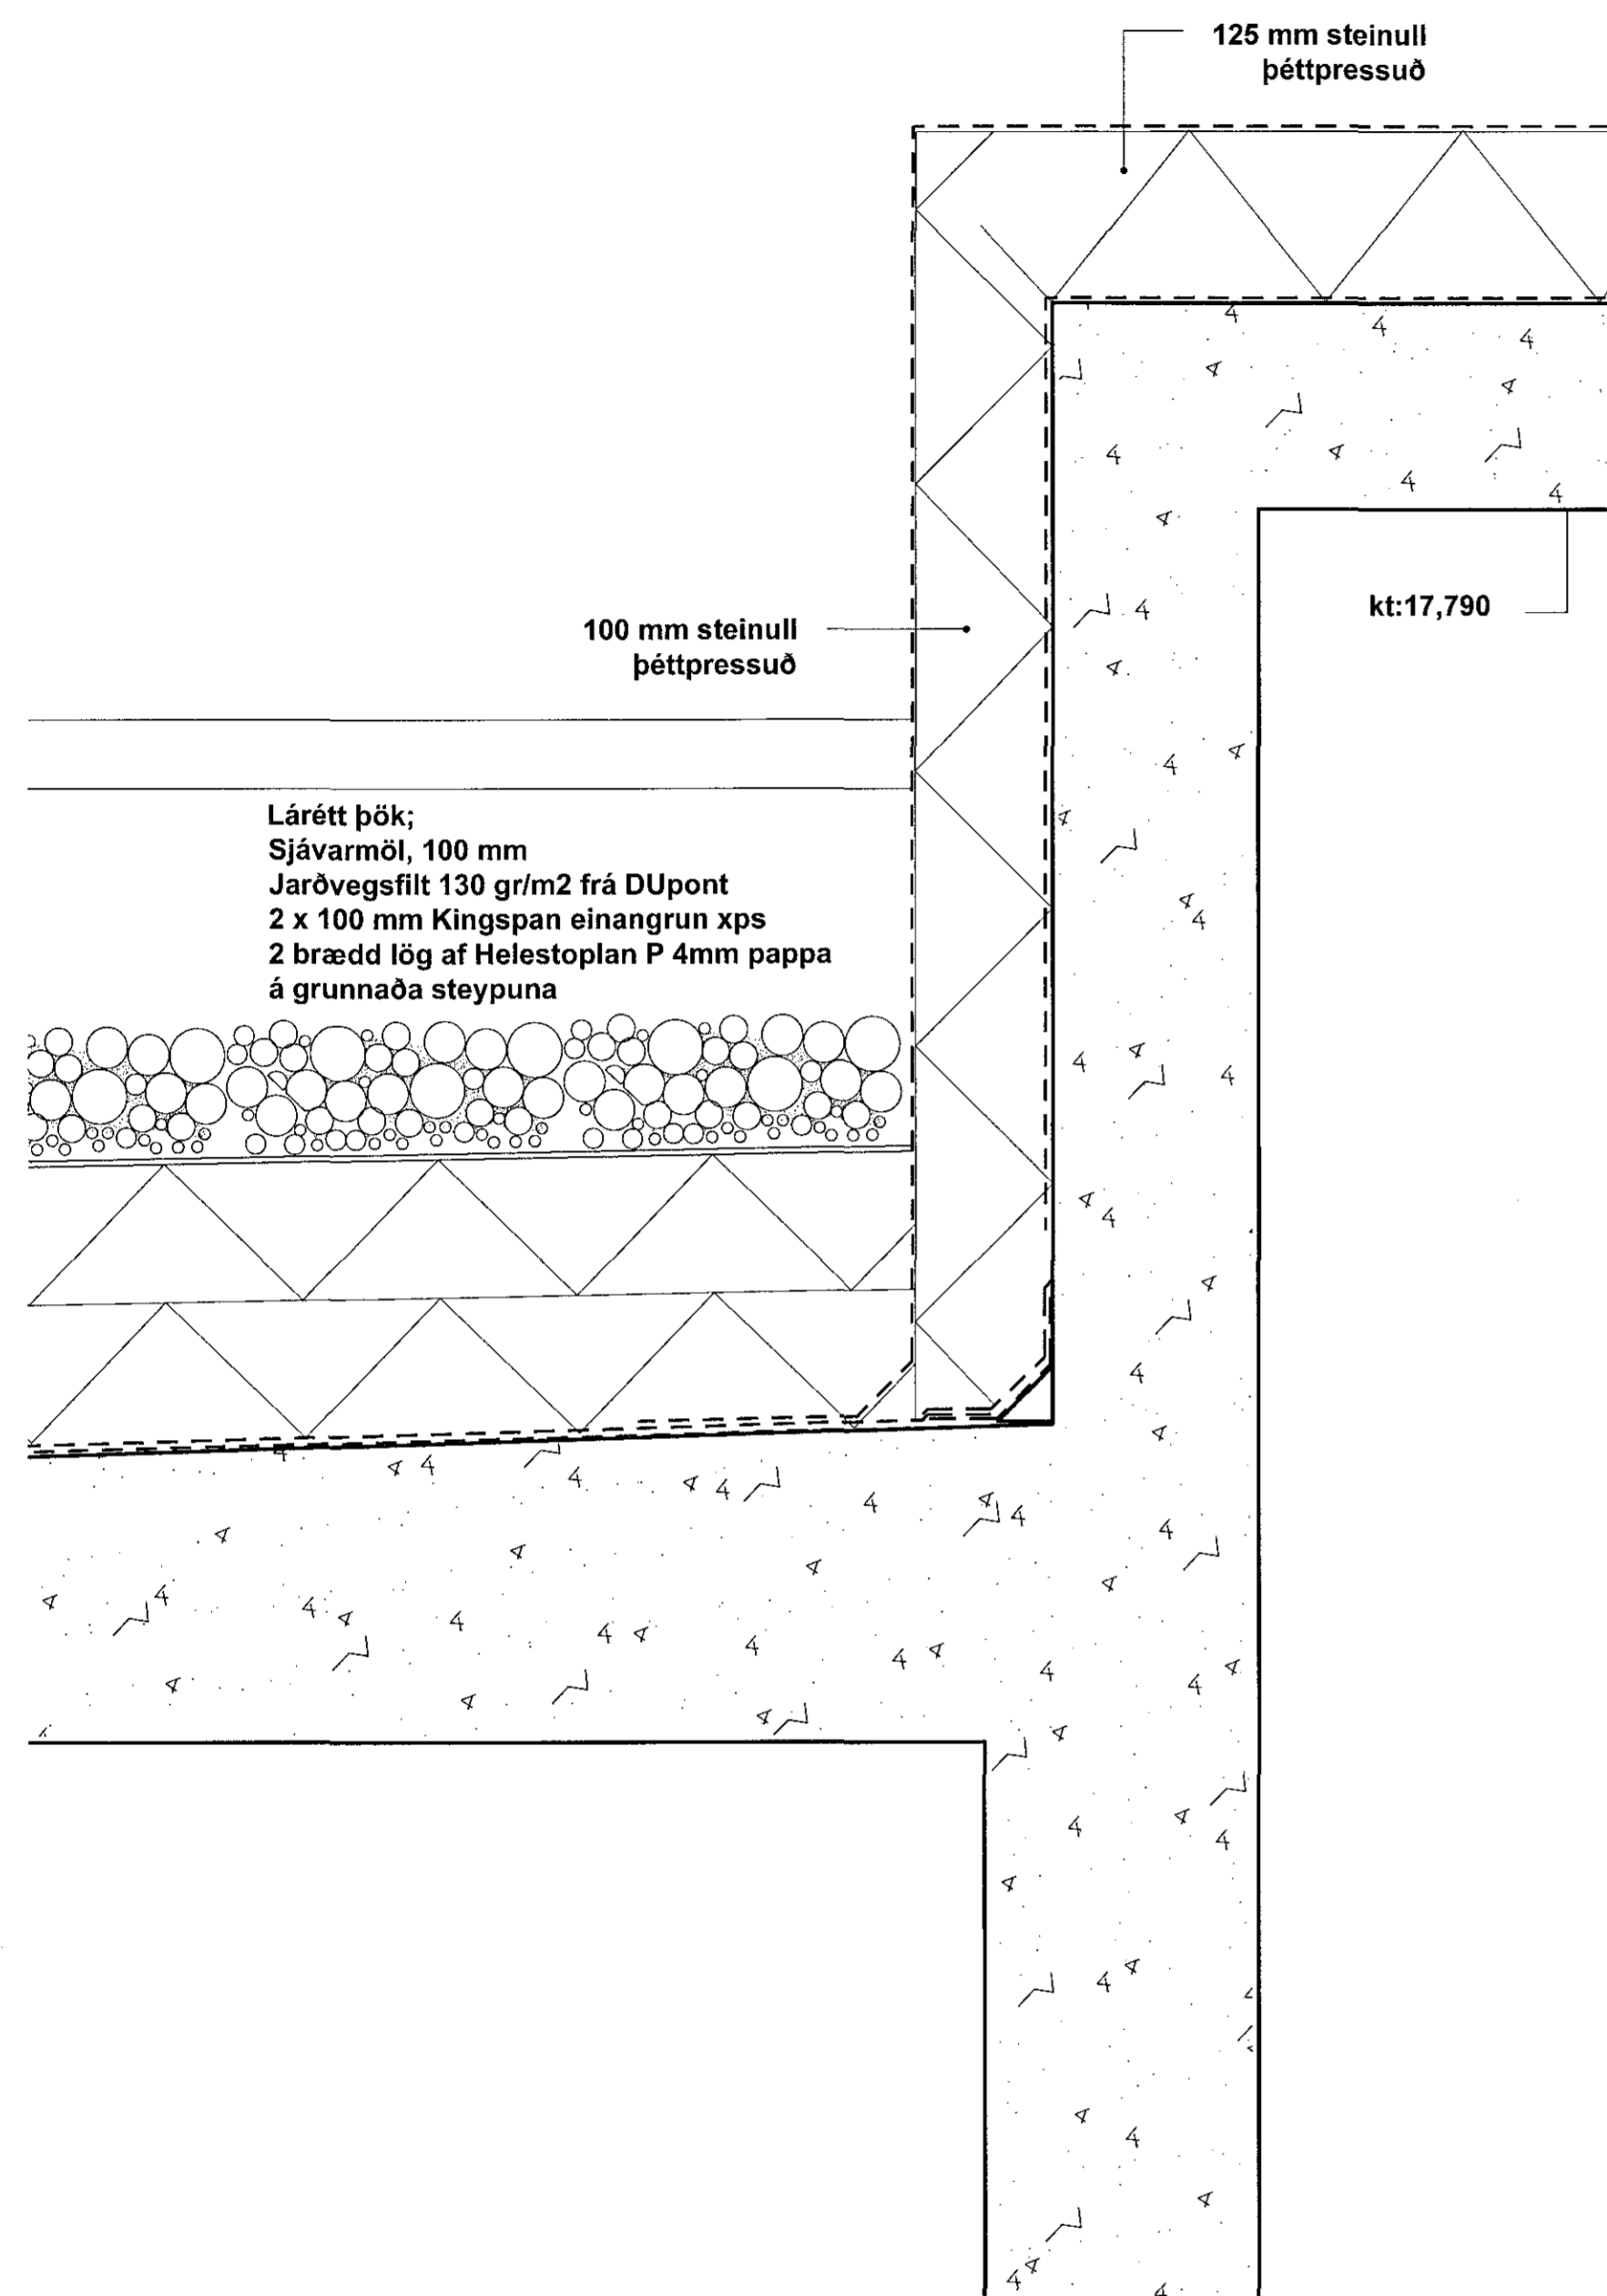 125 mm steinull
þéttpressuð
kt:17,790
100 mm steinull
þéttpressuð
Lárétt þök;
Sjávarmöl, 100 mm
Jarðvegsfilt 130 gr/m2 frá DUpont
2 x 100 mm Kingspan einangrun xps
2 brædd lög af Helestoplan P 4mm pappa
á grunnaða steypuna